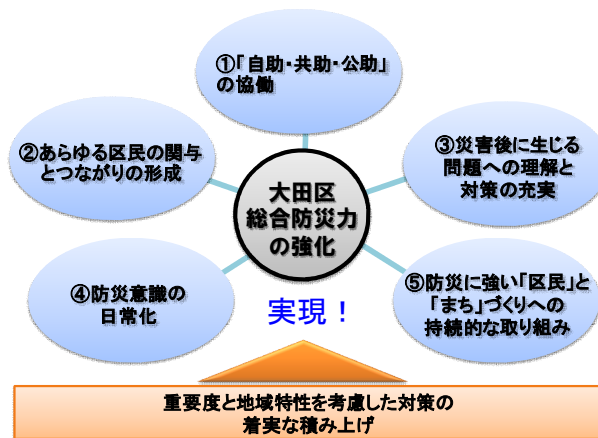 ①「自助・共助・公助」
の協働
②あらゆる区民の関与
とつながりの形成
③災害後に生じる
問題への理解と
対策の充実
大田区
総合防災力
の強化
④防災意識の
日常化
⑤防災に強い「区民」と
「まち」づくりへの
持続的な取り組み
実現！
重要度と地域特性を考慮した対策の
着実な積み上げ